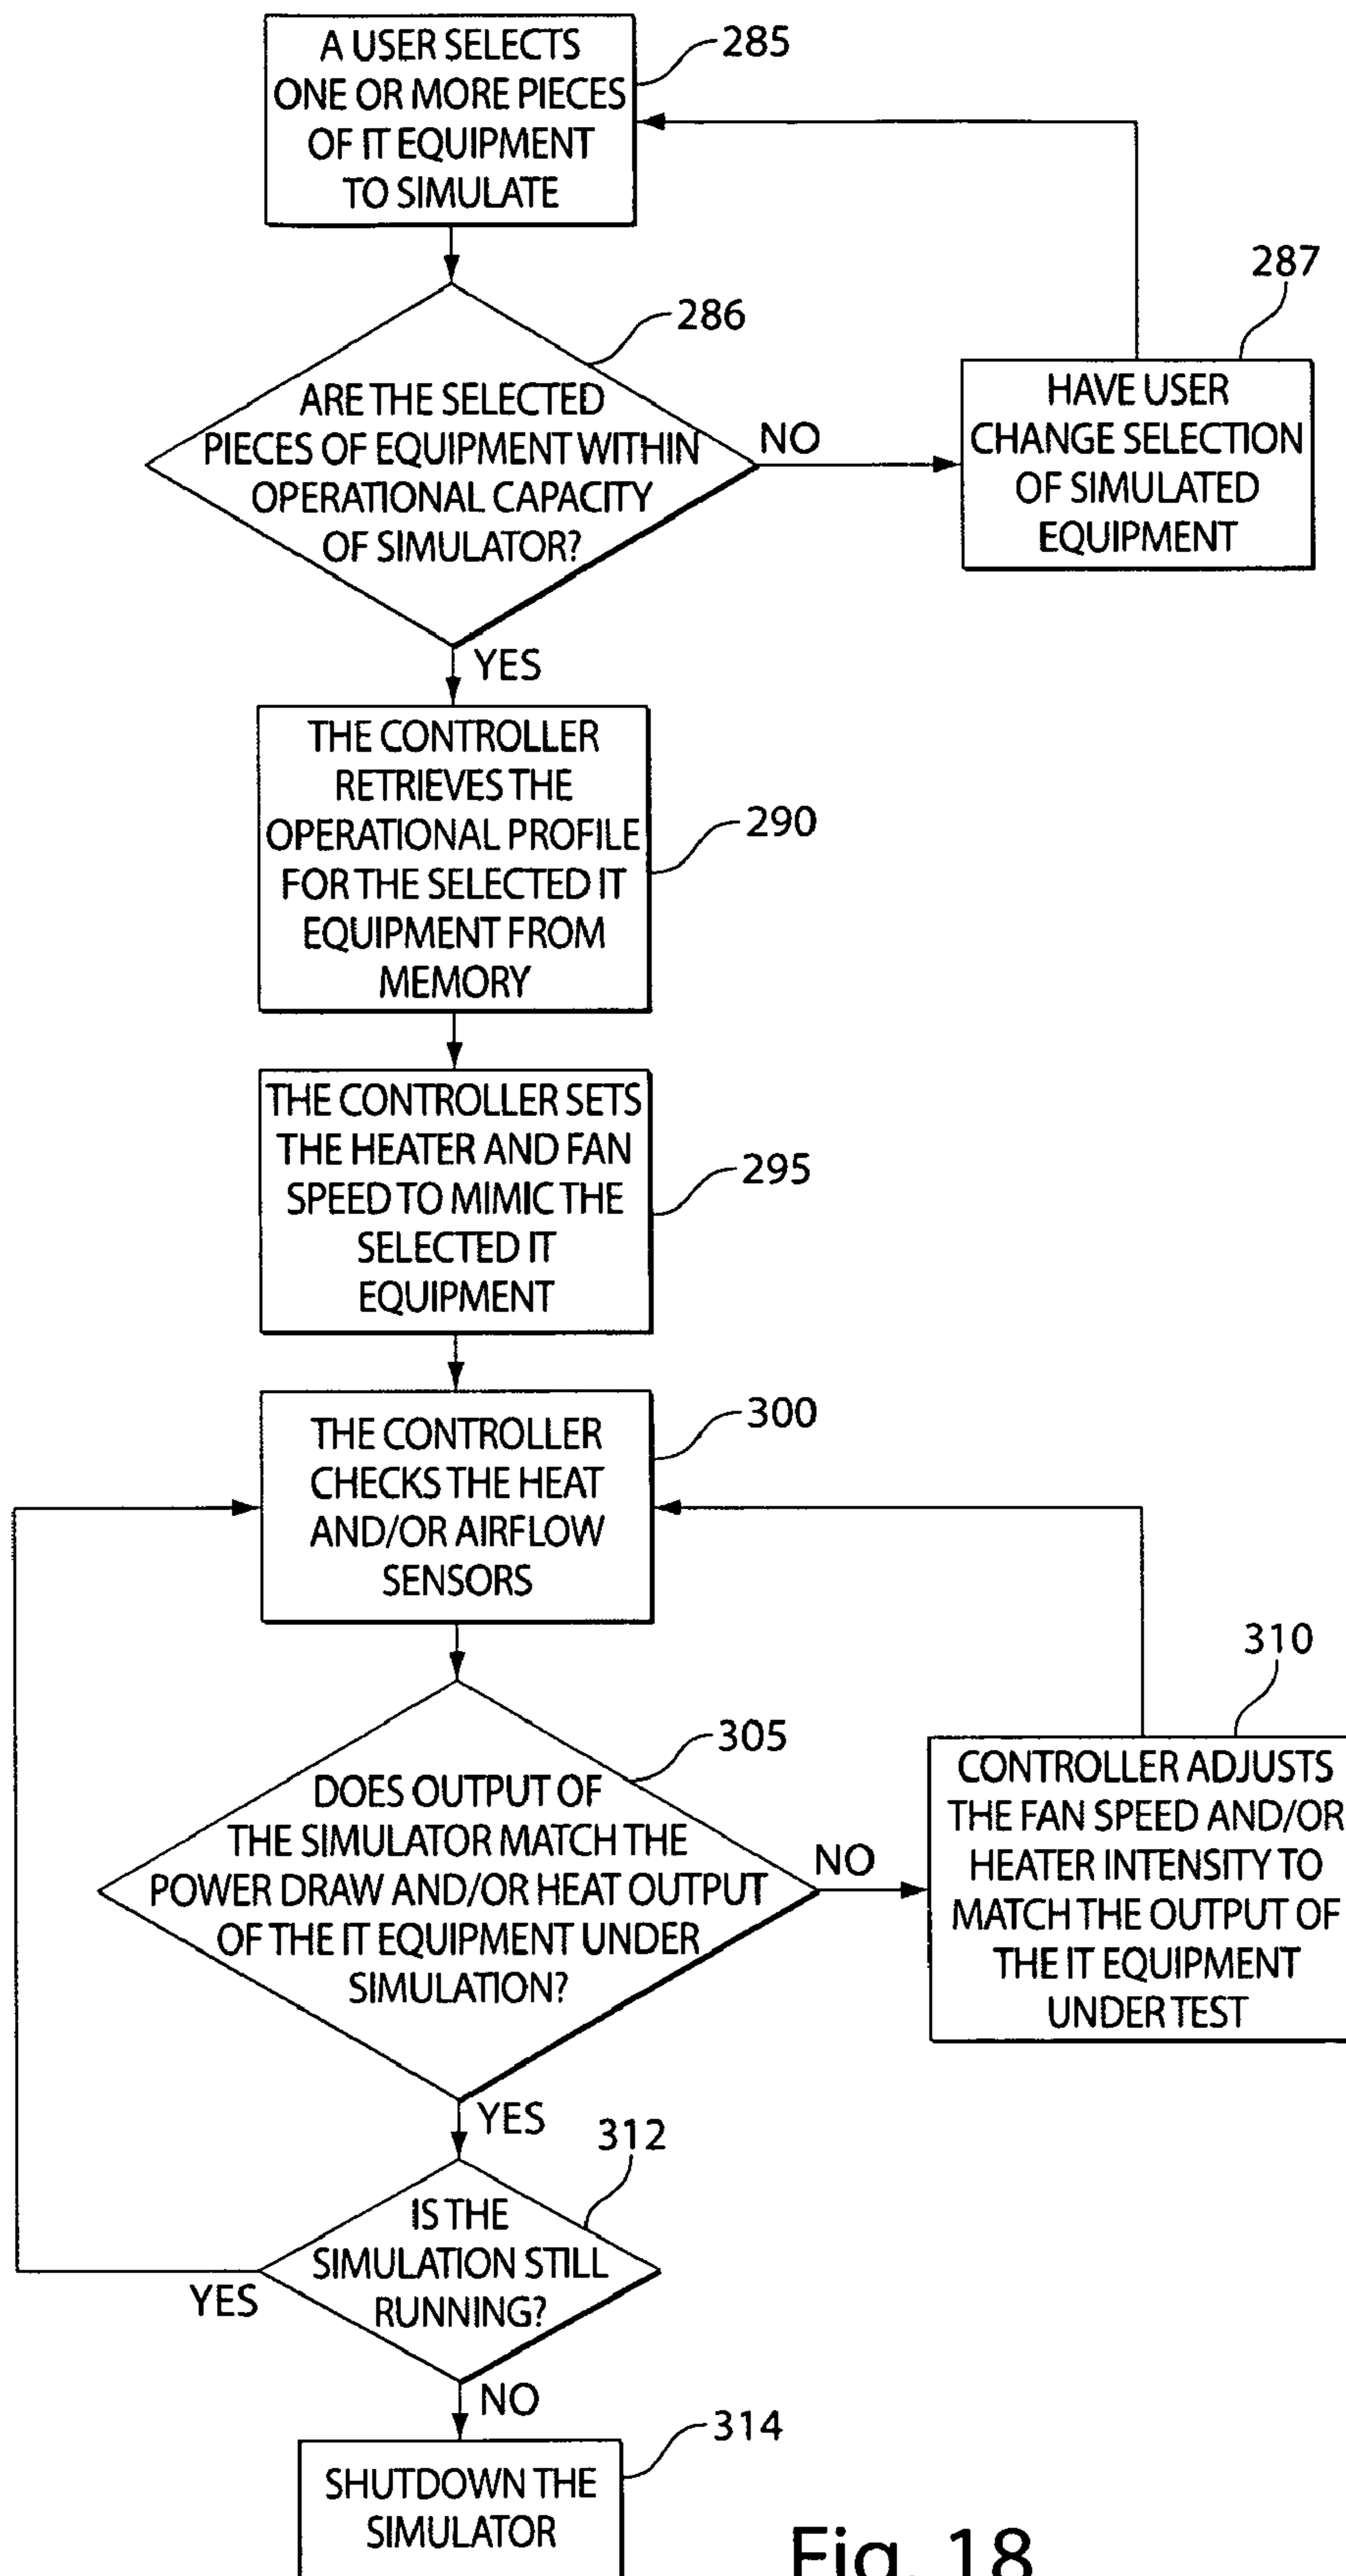 A USER SELECTS
ONE OR MORE PIECES
OF IT EQUIPMENT
TO SIMULATE
285
286
ARE THE SELECTED
PIECES OF EQUIPMENT WITHIN
OPERATIONAL CAPACITY
OF SIMULATOR?
NO
287
HAVE USER
CHANGE SELECTION
OF SIMULATED
EQUIPMENT
YES
THE CONTROLLER
RETRIEVES THE
OPERATIONAL PROFILE
FOR THE SELECTED IT
EQUIPMENT FROM
MEMORY
290
THE CONTROLLER SETS
THE HEATER AND FAN
SPEED TO MIMIC THE
SELECTED IT
EQUIPMENT
295
THE CONTROLLER
CHECKS THE HEAT
AND/OR AIRFLOW
SENSORS
300
305
DOES OUTPUT OF
THE SIMULATOR MATCH THE
POWER DRAW AND/OR HEAT OUTPUT
OF THE IT EQUIPMENT UNDER
SIMULATION?
NO
310
CONTROLLER ADJUSTS
THE FAN SPEED AND/OR
HEATER INTENSITY TO
MATCH THE OUTPUT OF
THE IT EQUIPMENT
UNDER TEST
YES
312
IS THE
SIMULATION STILL
RUNNING?
YES
NO
314
SHUTDOWN THE
SIMULATOR
Fig. 18